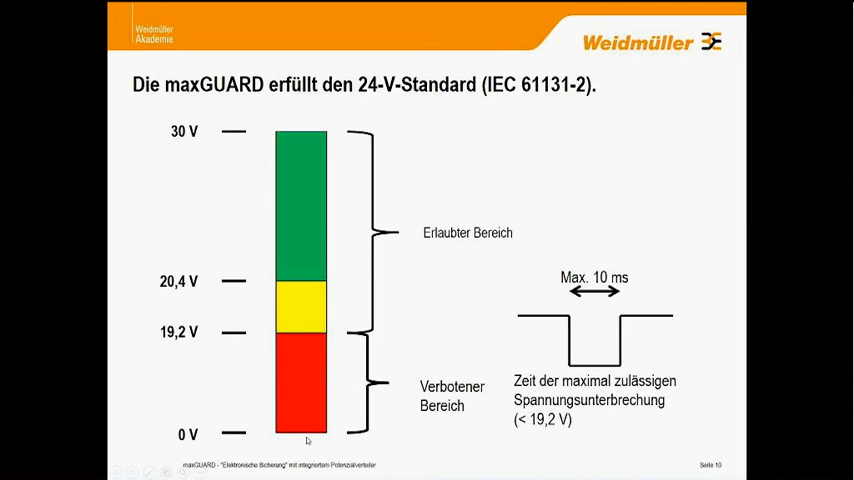 Weidmüller
Akademie
Weidmüller
Die maxGUARD erfüllt den 24-V-Standard (IEC 61131-2).
30 V
Erlaubter Bereich
20,4 V
Max. 10 ms
19,2 V
Verbotener
Bereich
Zeit der maximal zulässigen
Spannungsunterbrechung
(< 19,2 V)
0 V
maxGUARD - "Elektronische Sicherung" mit integriertem Potenzialverteiler
Seite 10